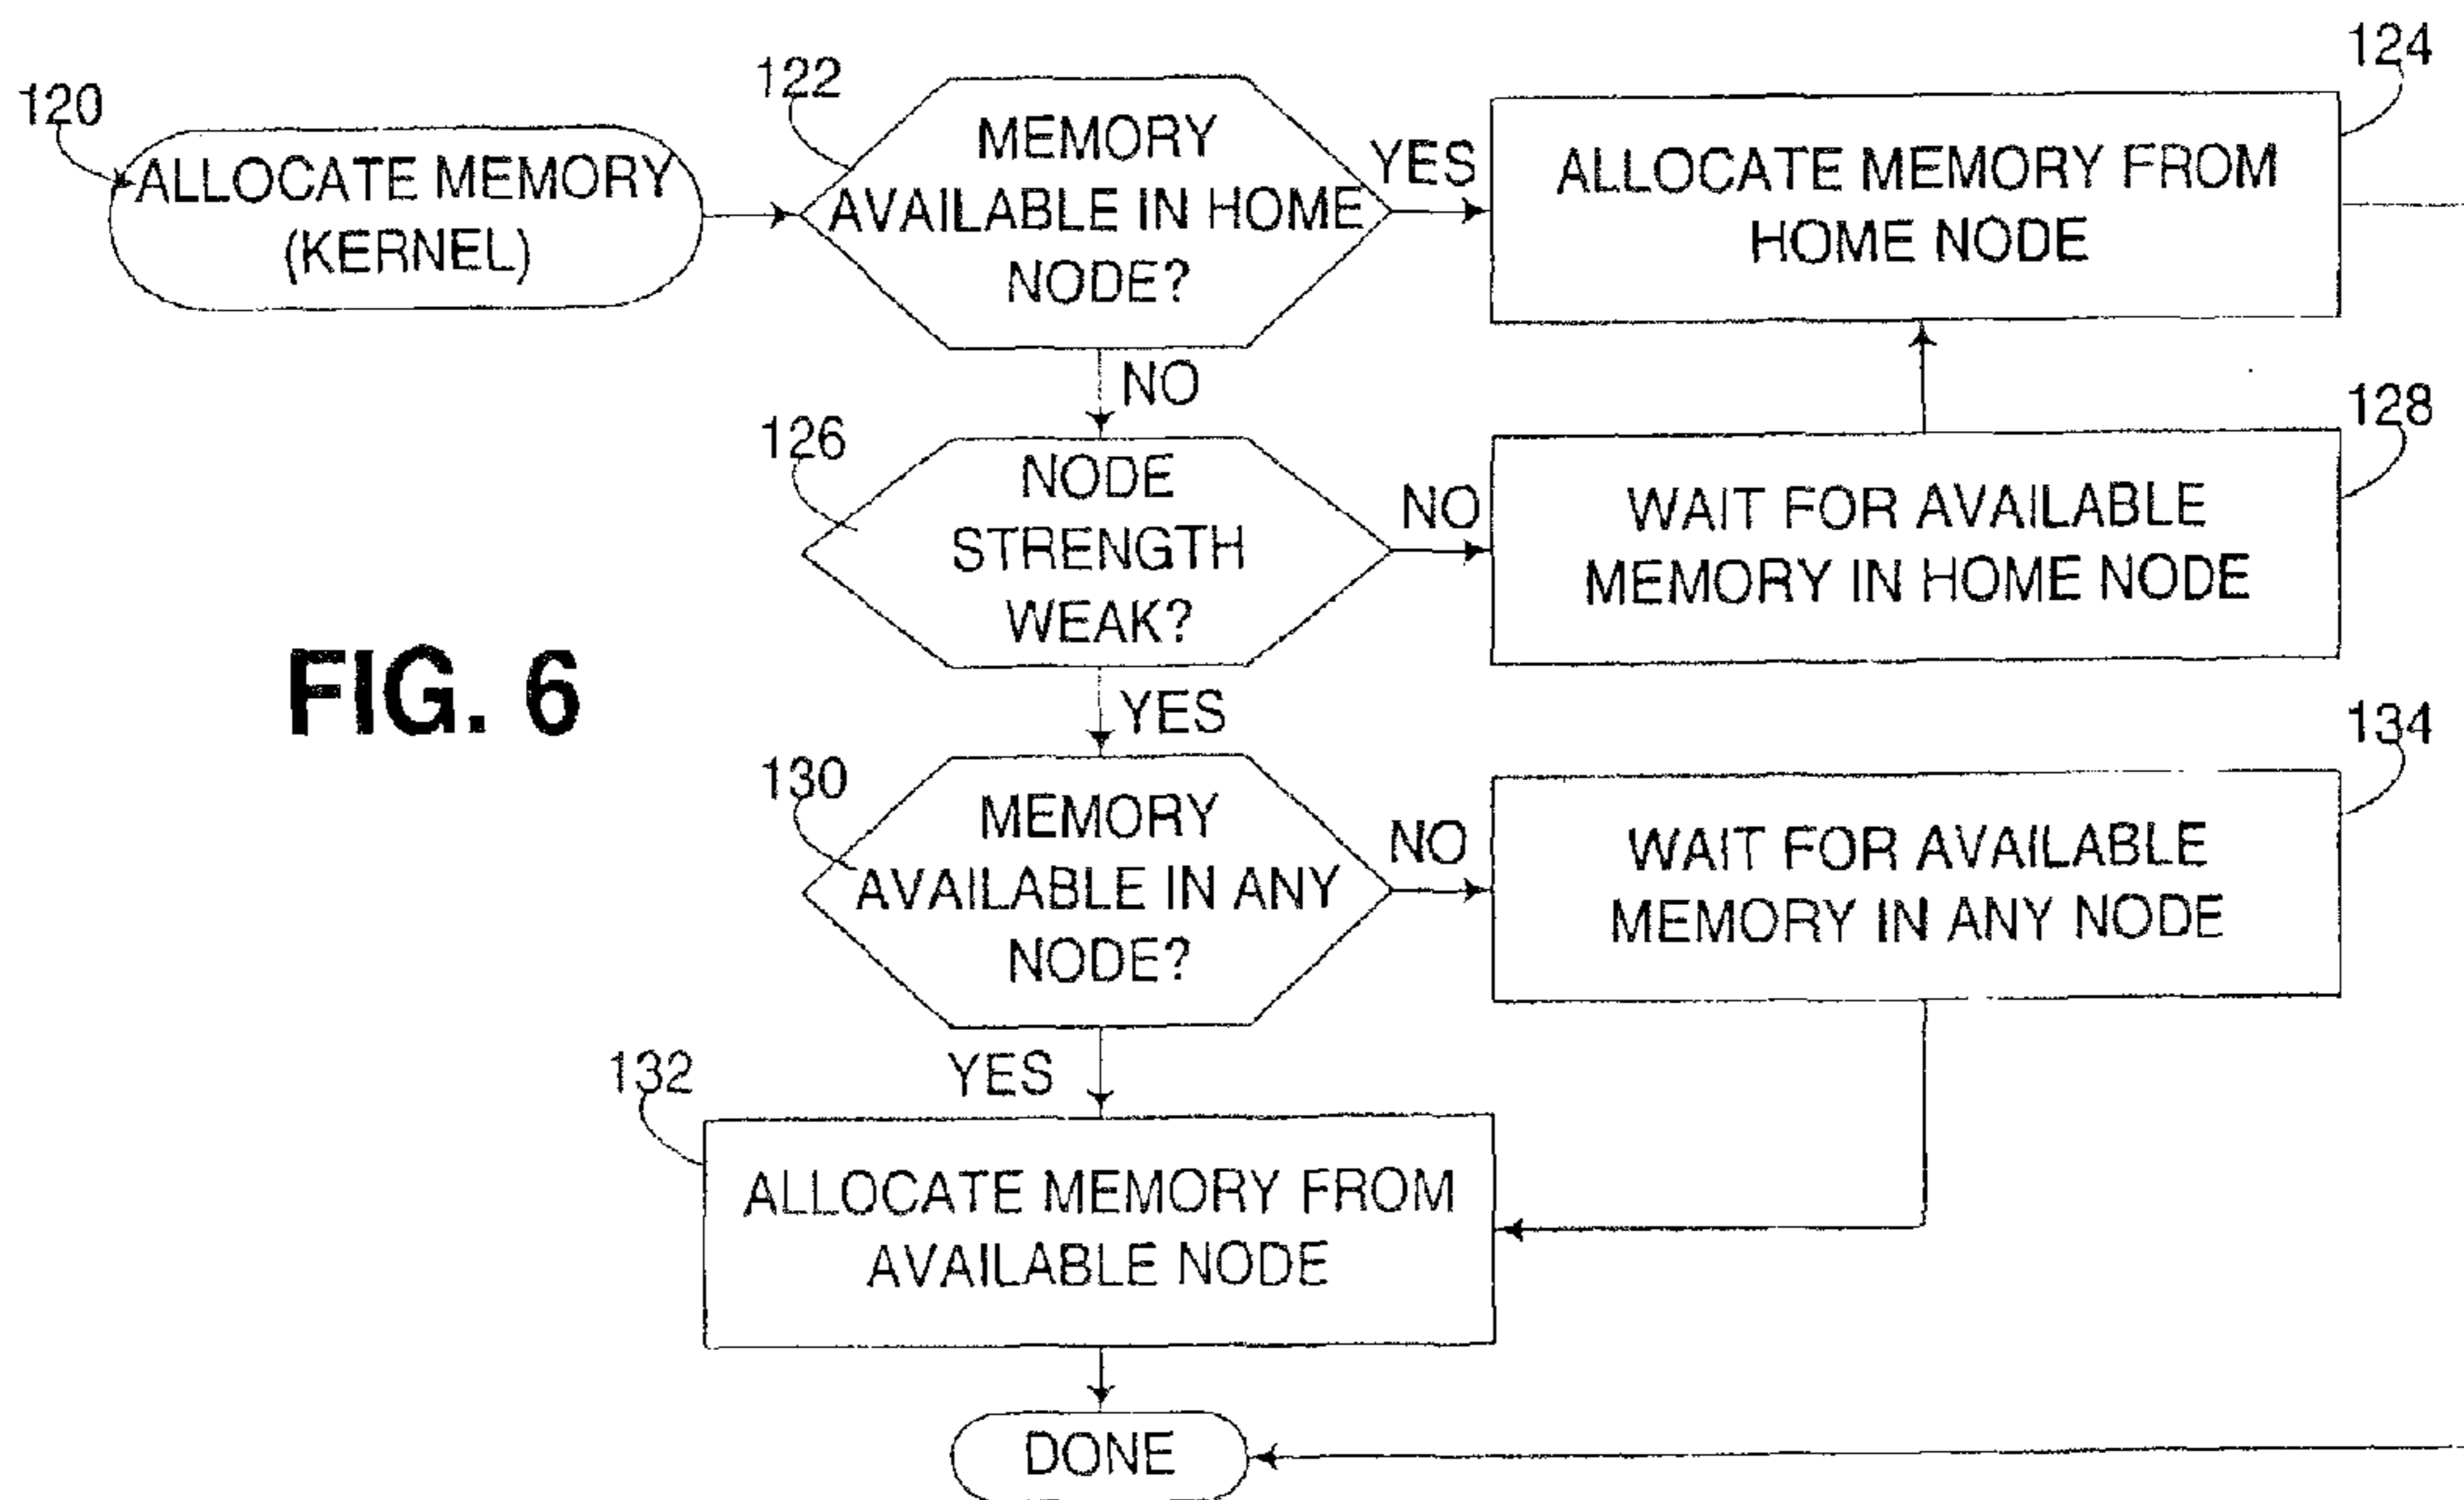 120
ALLOCATE MEMORY
(KERNEL)
122
MEMORY
AVAILABLE IN HOME
NODE?
YES
124
ALLOCATE MEMORY FROM
HOME NODE
NO
126
NODE
STRENGTH
WEAK?
NO
128
WAIT FOR AVAILABLE
MEMORY IN HOME NODE
FIG. 6
YES
130
MEMORY
AVAILABLE IN ANY
NODE?
NO
134
WAIT FOR AVAILABLE
MEMORY IN ANY NODE
YES
132
ALLOCATE MEMORY FROM
AVAILABLE NODE
DONE